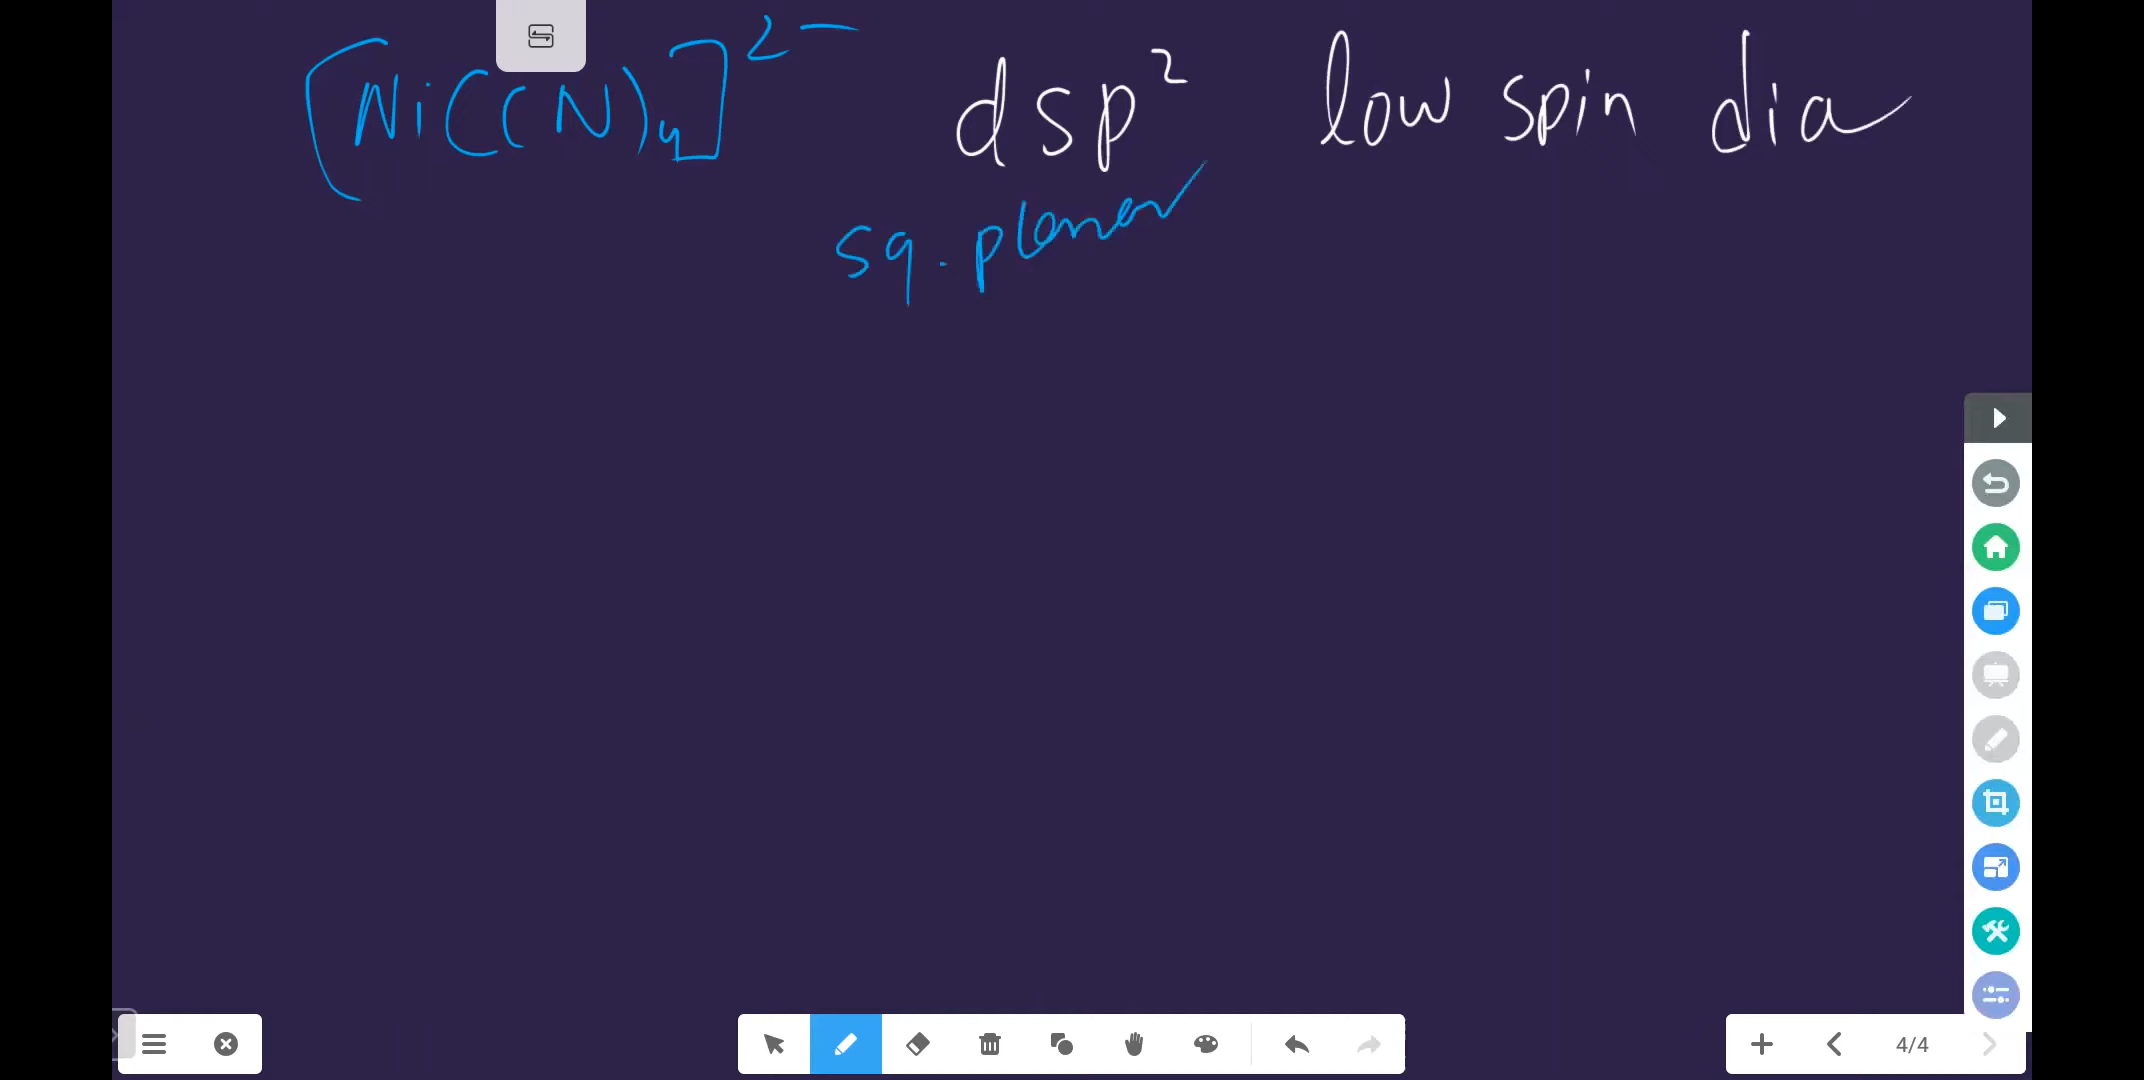 [Ni(CN)₄]²⁻ dsp² low spin dia
sq. planar
4/4